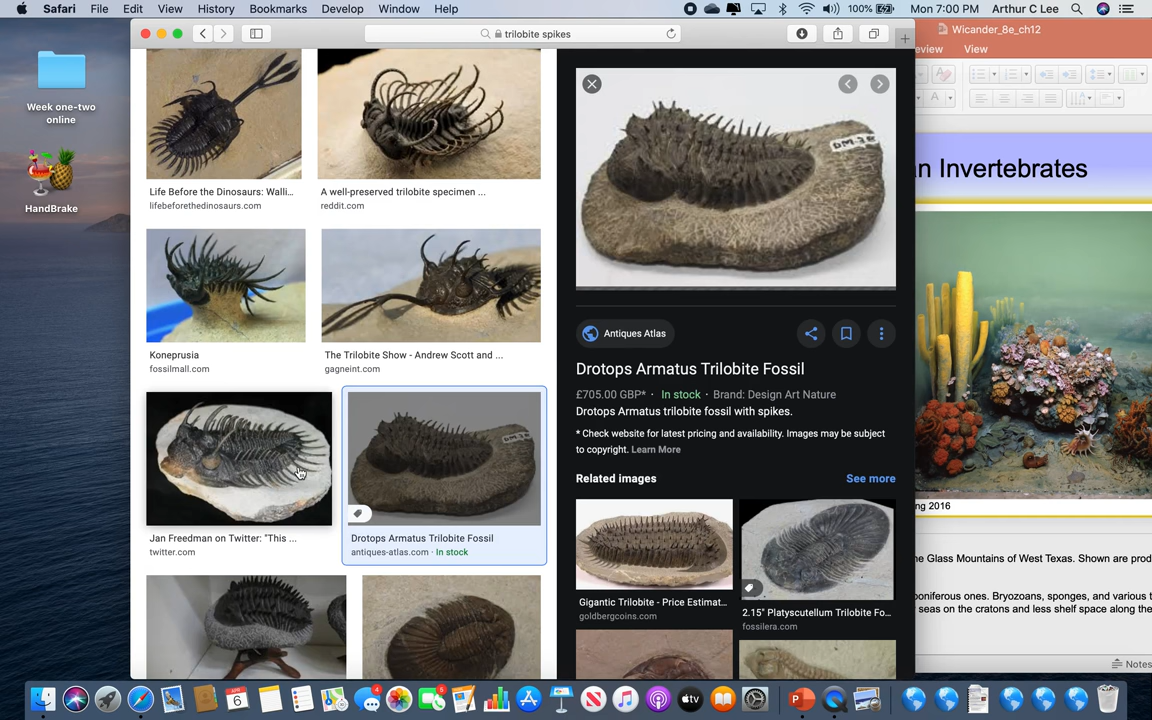 Safari File Edit View History Bookmarks Develop Window Help
100% Mon 7:00 PM Arthur C Lee
Week one-two
online
HandBrake
trilobite spikes
Life Before the Dinosaurs: Walli...
lifebeforethedinosaurs.com
A well-preserved trilobite specimen ...
reddit.com
Koneprusia
fossilmall.com
The Trilobite Show - Andrew Scott and ...
gagneint.com
Jan Freedman on Twitter: "This ...
twitter.com
Drotops Armatus Trilobite Fossil
antiques-atlas.com · In stock
Antiques Atlas
Drotops Armatus Trilobite Fossil
£705.00 GBP* · In stock · Brand: Design Art Nature
Drotops Armatus trilobite fossil with spikes.
* Check website for latest pricing and availability. Images may be subject
to copyright. Learn More
Related images
See more
Gigantic Trilobite - Price Estimat...
goldbergcoins.com
2.15" Platyscutellum Trilobite Fo...
fossilera.com
Wicander_8e_ch12
eview View
n Invertebrates
ng 2016
ne Glass Mountains of West Texas. Shown are prod
oniferous ones. Bryozoans, sponges, and various t
seas on the cratons and less shelf space along the
Notes
APR
6
4
5